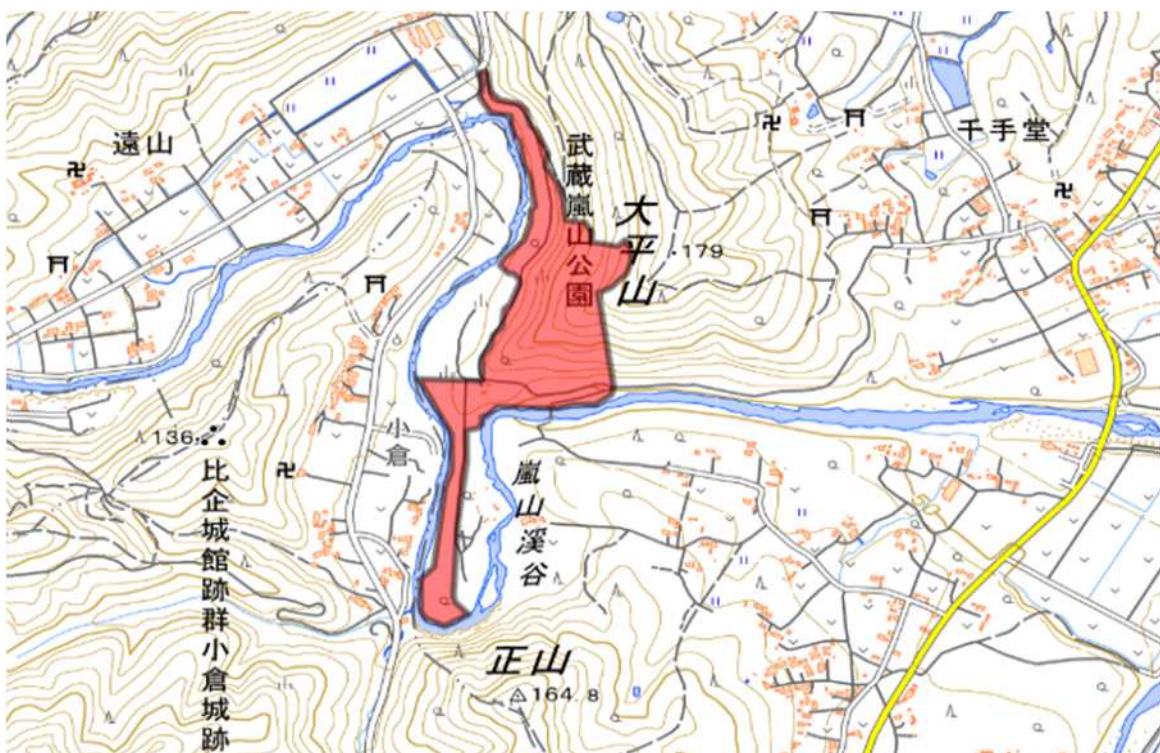 遠山
武蔵嵐山公園
大平山
・179
千手堂
小倉
136
比企城館跡群小倉城跡
嵐山渓谷
正山
164.8